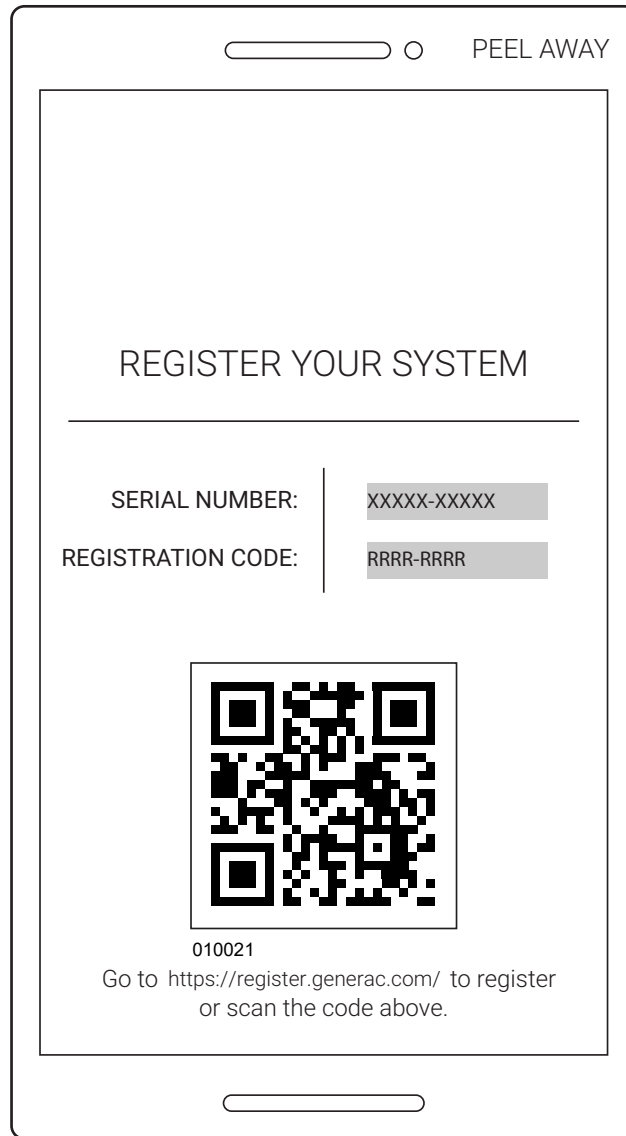 PEEL AWAY
REGISTER YOUR SYSTEM
SERIAL NUMBER: XXXXX-XXXXX
REGISTRATION CODE: RRRR-RRRR
010021
Go to https://register.generac.com/ to register
or scan the code above.